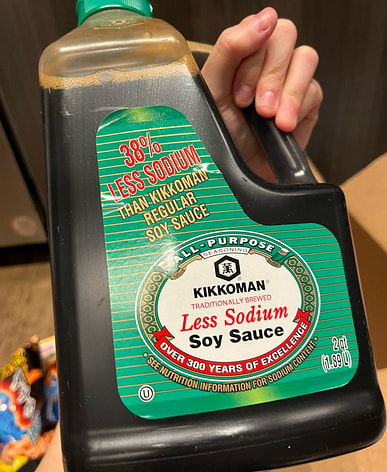 38%
LESS SODIUM
THAN KIKKOMAN
REGULAR
SOY SAUCE
ALL-PURPOSE
SEASONING
KIKKOMAN®
TRADITIONALLY BREWED
Less Sodium
Soy Sauce
OVER 300 YEARS OF EXCELLENCE
• SEE NUTRITION INFORMATION FOR SODIUM CONTENT •
2 qt
(1.89 L)
U